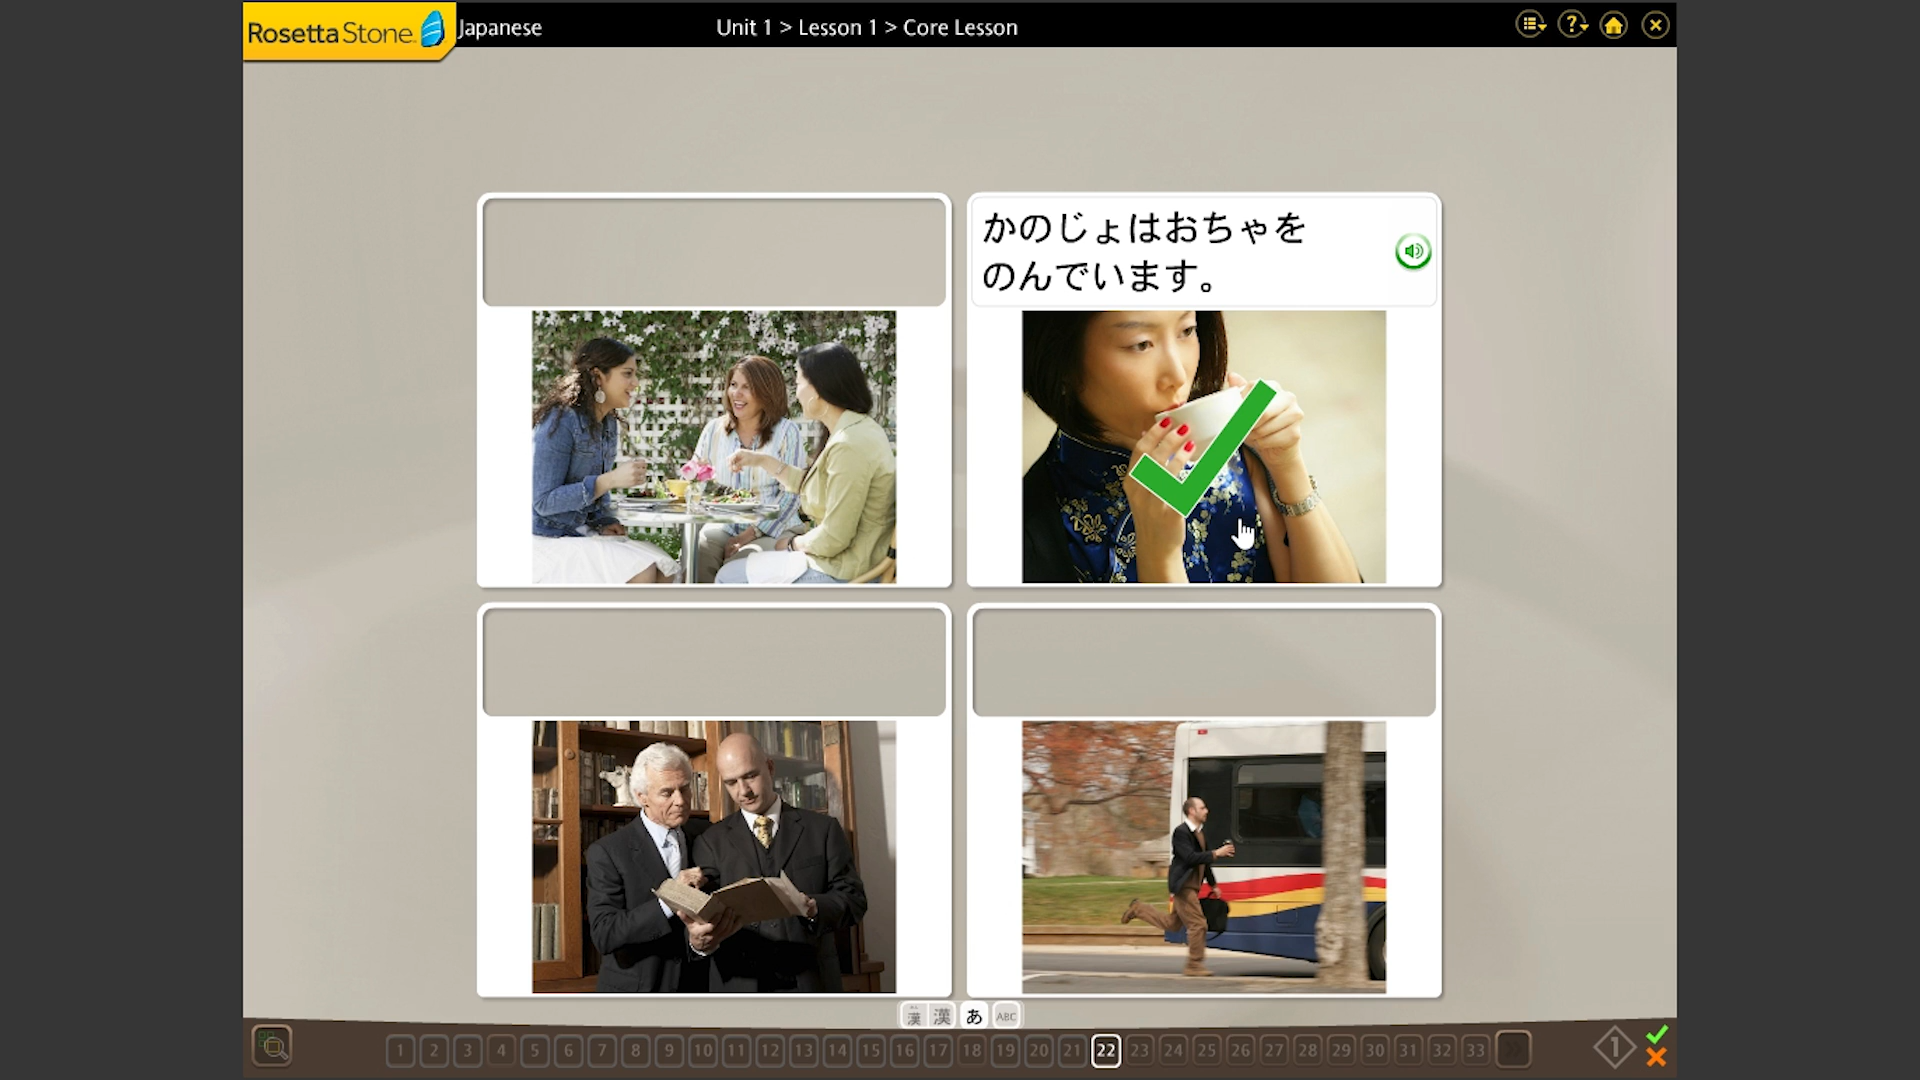 RosettaStone
Japanese
Unit 1 > Lesson 1 > Core Lesson
?
かのじょはおちゃを
のんでいます。
漢 漢 あ ABC
1 2 3 4 5 6 7 8 9 10 11 12 13 14 15 16 17 18 19 20 21 22 23 24 25 26 27 28 29 30 31 32 33
1